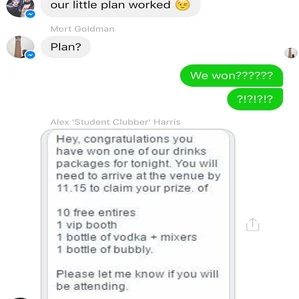 our little plan worked 😉
Mort Goldman
Plan?
We won??????
?!?!?!?
Alex 'Student Clubber' Harris
Hey, congratulations you
have won one of our drinks
packages for tonight. You will
need to arrive at the venue by
11.15 to claim your prize. of
10 free entires
1 vip booth
1 bottle of vodka + mixers
1 bottle of bubbly.
Please let me know if you will
be attending.